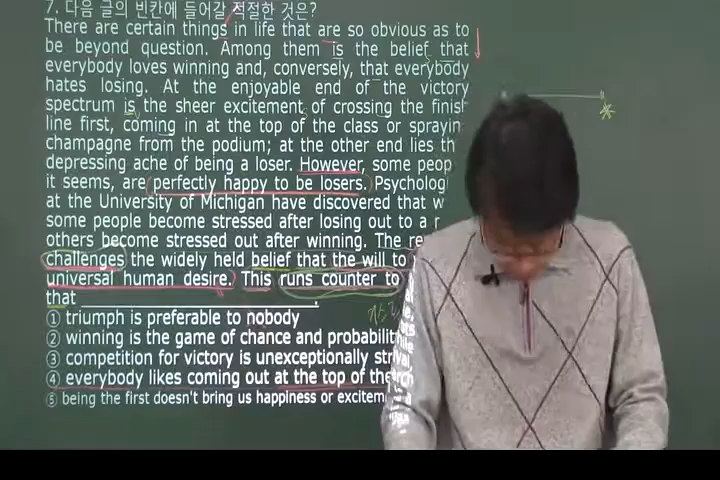 7. 다음 글의 빈칸에 들어갈 적절한 것은?
There are certain things in life that are so obvious as to
be beyond question. Among them is the belief that
everybody loves winning and, conversely, that everybody
hates losing. At the enjoyable end of the victory
spectrum is the sheer excitement of crossing the finish
line first, coming in at the top of the class or
champagne from the podium; at the other end lies
depressing ache of being a loser. However, some
it seems, are perfectly happy to be losers.
at the University of Michigan have discovered that
some people become stressed after losing out to a
others become stressed out after winning. The
challenges the widely held belief that the will to
universal human desire. This runs counter to
that
① triumph is preferable to nobody
② winning is the game of chance and
③ competition for victory is unexceptionally
④ everybody likes coming out at the top of
⑤ being the first doesn't bring us happiness or